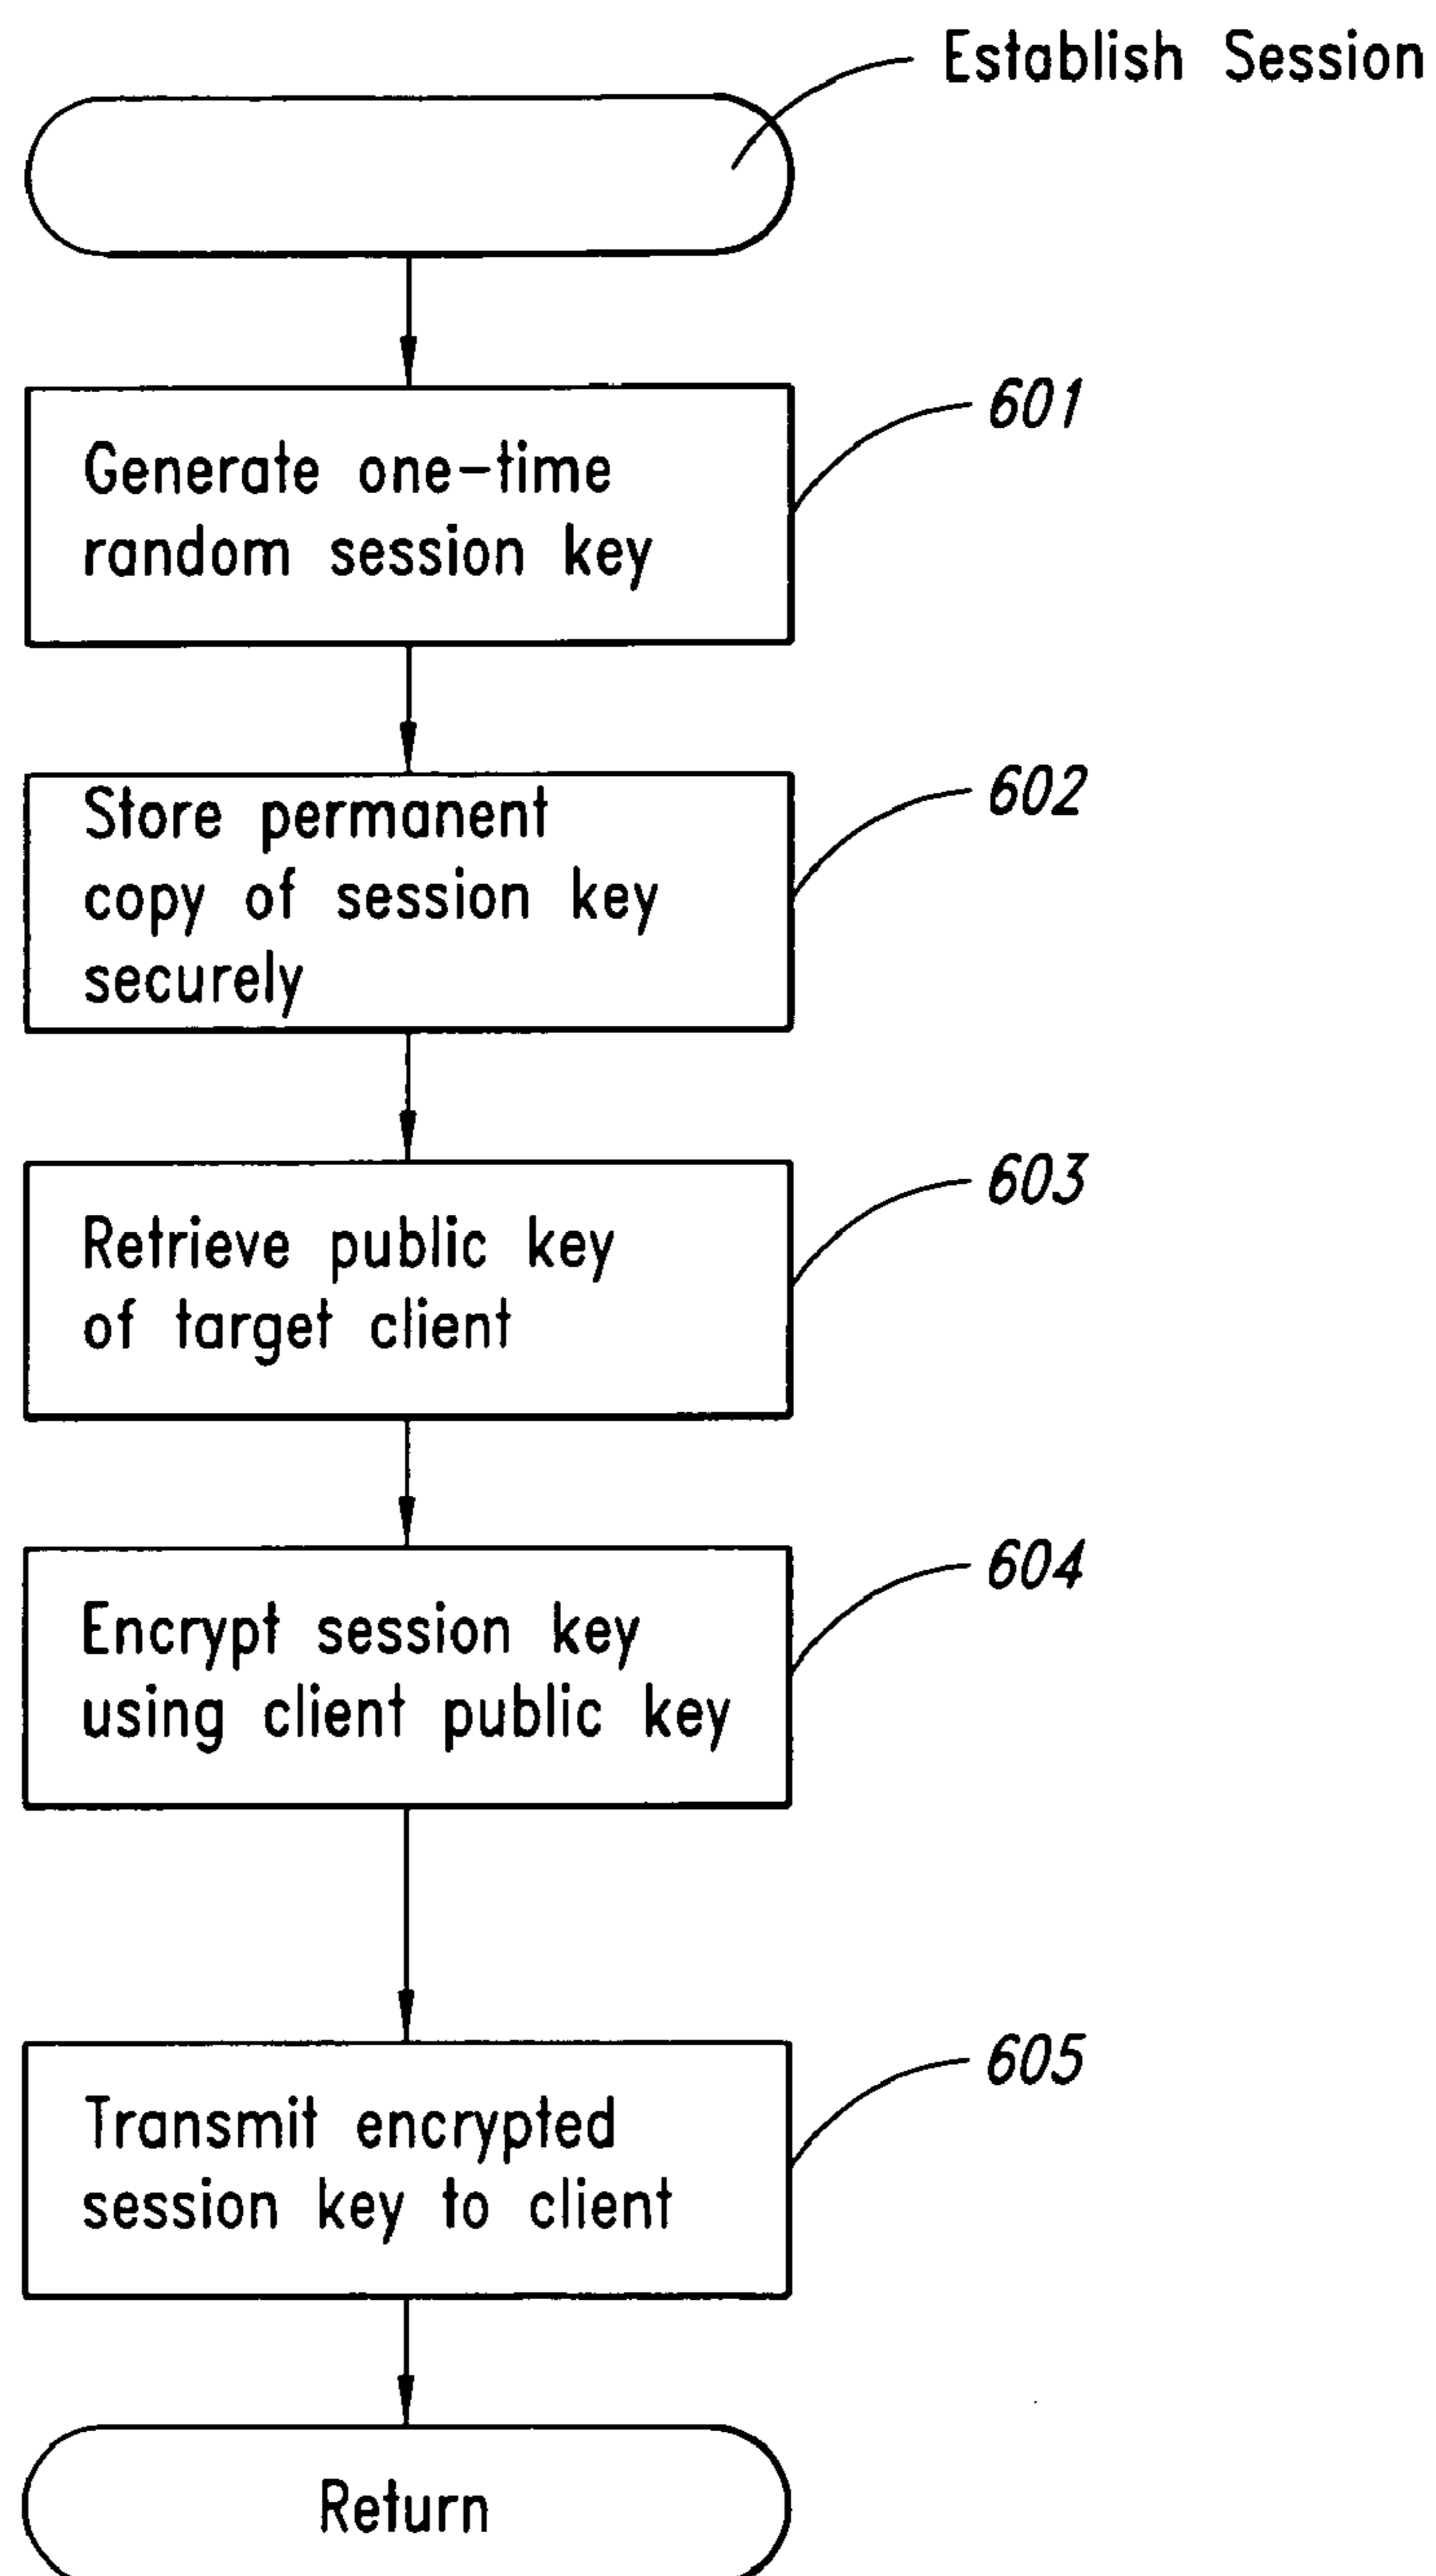 Establish Session
Generate one-time
random session key
601
Store permanent
copy of session key
securely
602
Retrieve public key
of target client
603
Encrypt session key
using client public key
604
Transmit encrypted
session key to client
605
Return